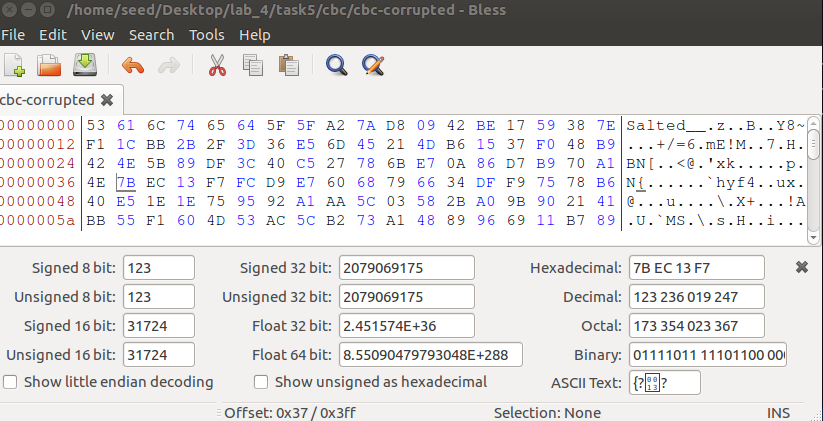 /home/seed/Desktop/lab_4/task5/cbc/cbc-corrupted - Bless
File Edit View Search Tools Help
cbc-corrupted
00000000 53 61 6C 74 65 64 5F 5F A2 7A D8 09 42 BE 17 59 38 7E Salted__.z..B..Y8~
00000012 F1 1C BB 2B 2F 3D 36 E5 6D 45 21 4D B6 15 37 F0 48 B9 ...+/=6.mE!M..7.H.
00000024 42 4E 5B 89 DF 3C 40 C5 27 78 6B E7 0A 86 D7 B9 70 A1 BN[..<@.'xk.....p.
00000036 4E 7B EC 13 F7 FC D9 E7 60 68 79 66 34 DF F9 75 78 B6 N{......`hyf4..ux.
00000048 40 E5 1E 1E 75 95 92 A1 AA 5C 03 58 2B A0 9B 90 21 41 @...u....\.X+...!A
0000005a BB 55 F1 60 4D 53 AC 5C B2 73 A1 48 89 96 69 11 B7 89 .U.`MS.\.s.H..i...
Signed 8 bit: 123 Signed 32 bit: 2079069175 Hexadecimal: 7B EC 13 F7
Unsigned 8 bit: 123 Unsigned 32 bit: 2079069175 Decimal: 123 236 019 247
Signed 16 bit: 31724 Float 32 bit: 2.451574E+36 Octal: 173 354 023 367
Unsigned 16 bit: 31724 Float 64 bit: 8.55090479793048E+288 Binary: 01111011 11101100 000
Show little endian decoding Show unsigned as hexadecimal ASCII Text: {?0013?
Offset: 0x37 / 0x3ff Selection: None INS